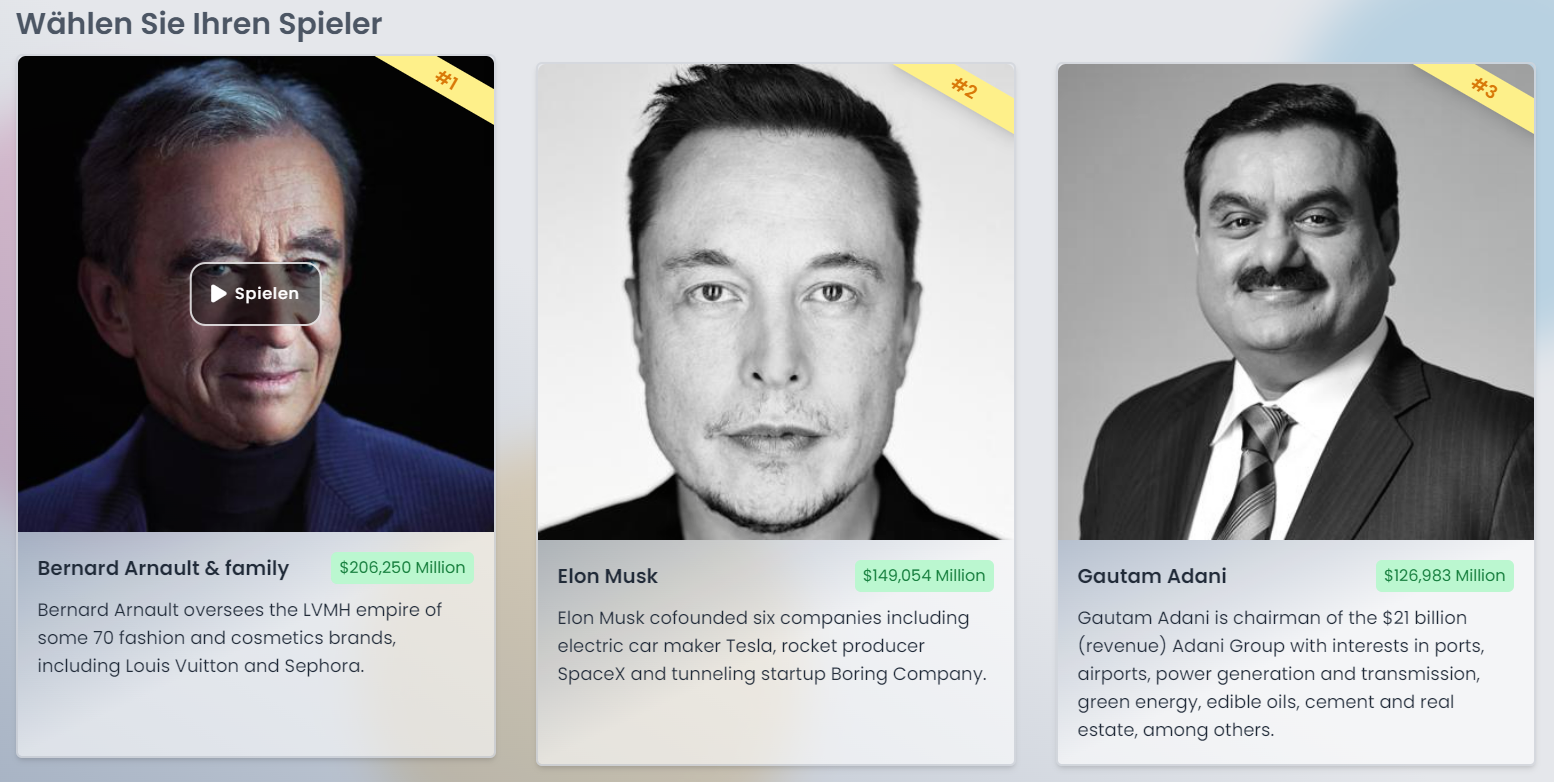 Wählen Sie Ihren Spieler
#1
Spielen
Bernard Arnault & family
$206,250 Million
Bernard Arnault oversees the LVMH empire of
some 70 fashion and cosmetics brands,
including Louis Vuitton and Sephora.
#2
Elon Musk
$149,054 Million
Elon Musk cofounded six companies including
electric car maker Tesla, rocket producer
SpaceX and tunneling startup Boring Company.
#3
Gautam Adani
$126,983 Million
Gautam Adani is chairman of the $21 billion
(revenue) Adani Group with interests in ports,
airports, power generation and transmission,
green energy, edible oils, cement and real
estate, among others.